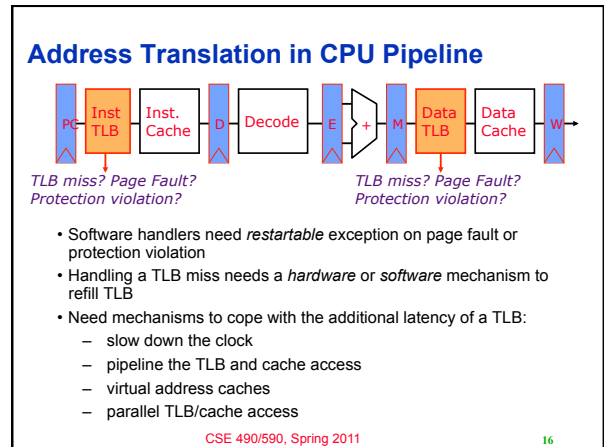 Address Translation in CPU Pipeline
PC
Inst
TLB
Inst.
Cache
D
Decode
E
+
M
Data
TLB
Data
Cache
W
TLB miss? Page Fault?
Protection violation?
TLB miss? Page Fault?
Protection violation?
• Software handlers need restartable exception on page fault or
protection violation
• Handling a TLB miss needs a hardware or software mechanism to
refill TLB
• Need mechanisms to cope with the additional latency of a TLB:
– slow down the clock
– pipeline the TLB and cache access
– virtual address caches
– parallel TLB/cache access
CSE 490/590, Spring 2011
16